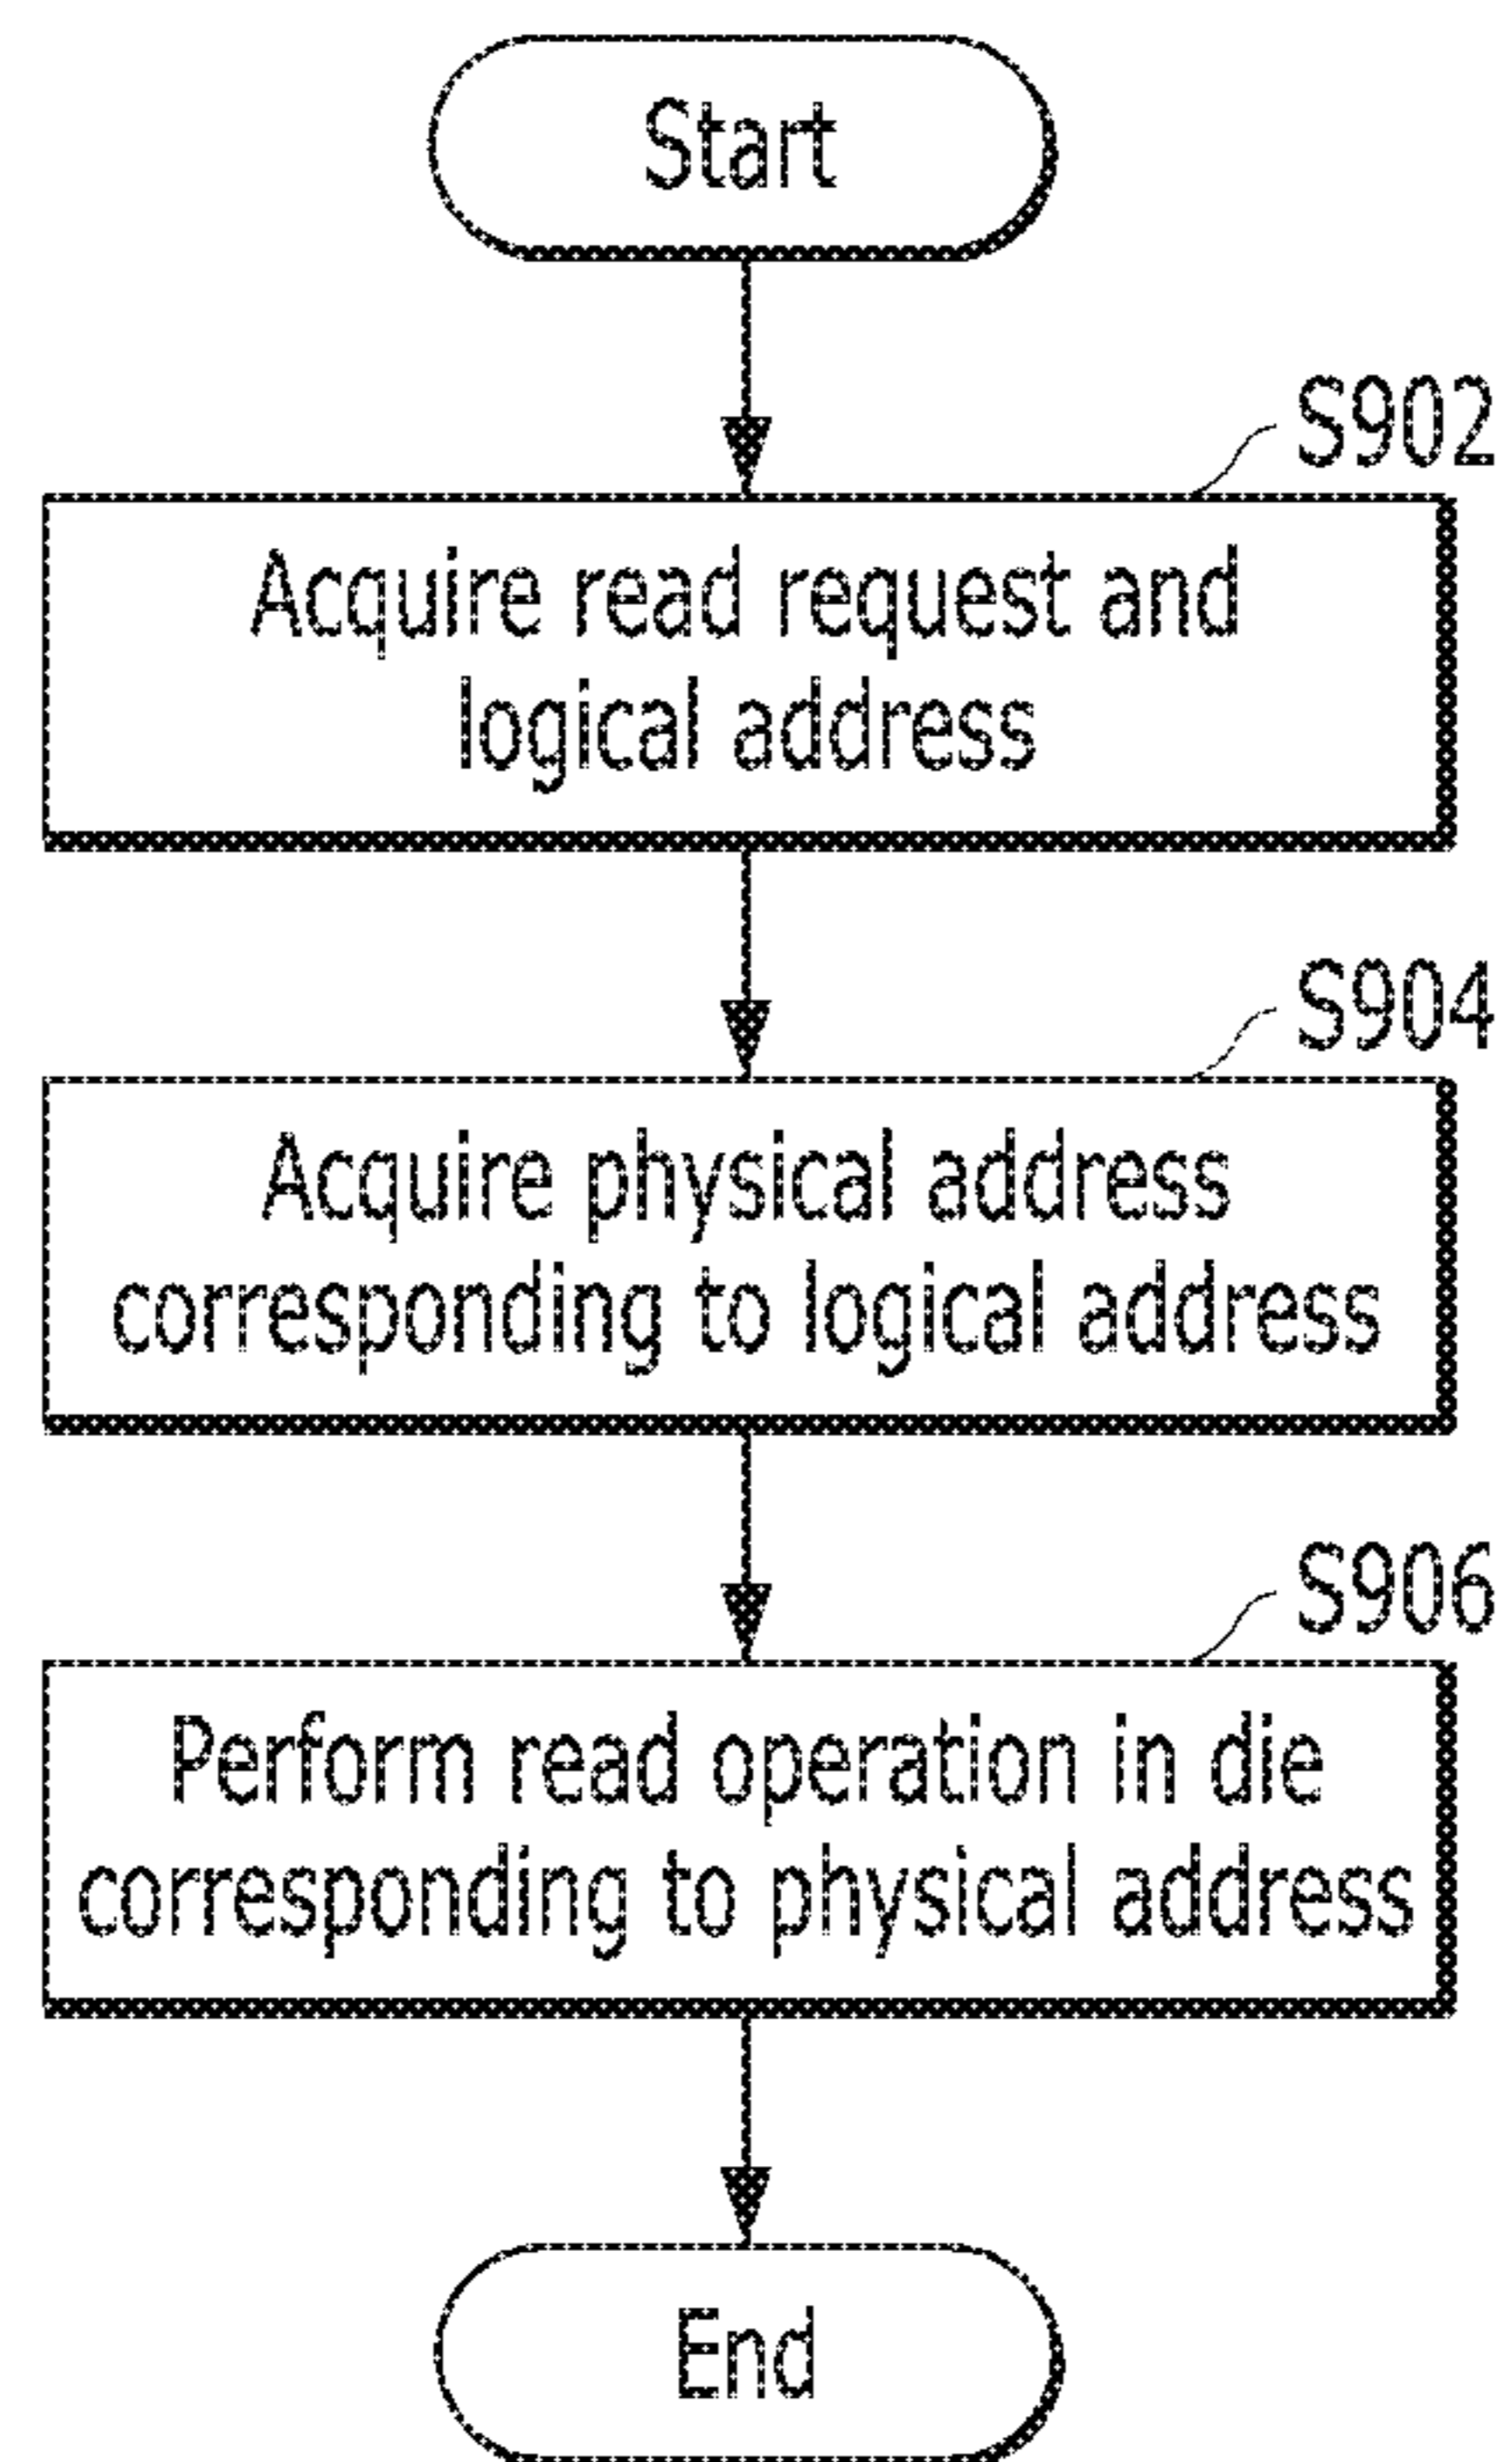 Start
S902
Acquire read request and
logical address
S904
Acquire physical address
corresponding to logical address
S906
Perform read operation in die
corresponding to physical address
End